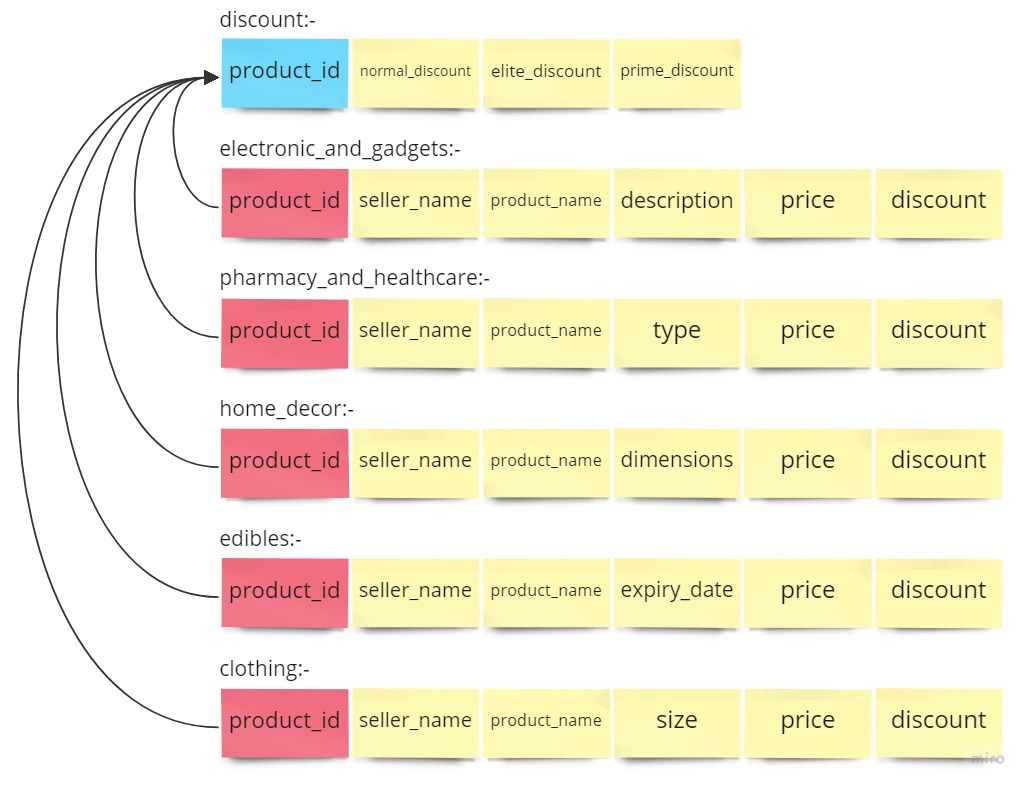 discount:-
product_id normal_discount elite_discount prime_discount
electronic_and_gadgets:-
product_id seller_name product_name description price discount
pharmacy_and_healthcare:-
product_id seller_name product_name type price discount
home_decor:-
product_id seller_name product_name dimensions price discount
edibles:-
product_id seller_name product_name expiry_date price discount
clothing:-
product_id seller_name product_name size price discount
miro